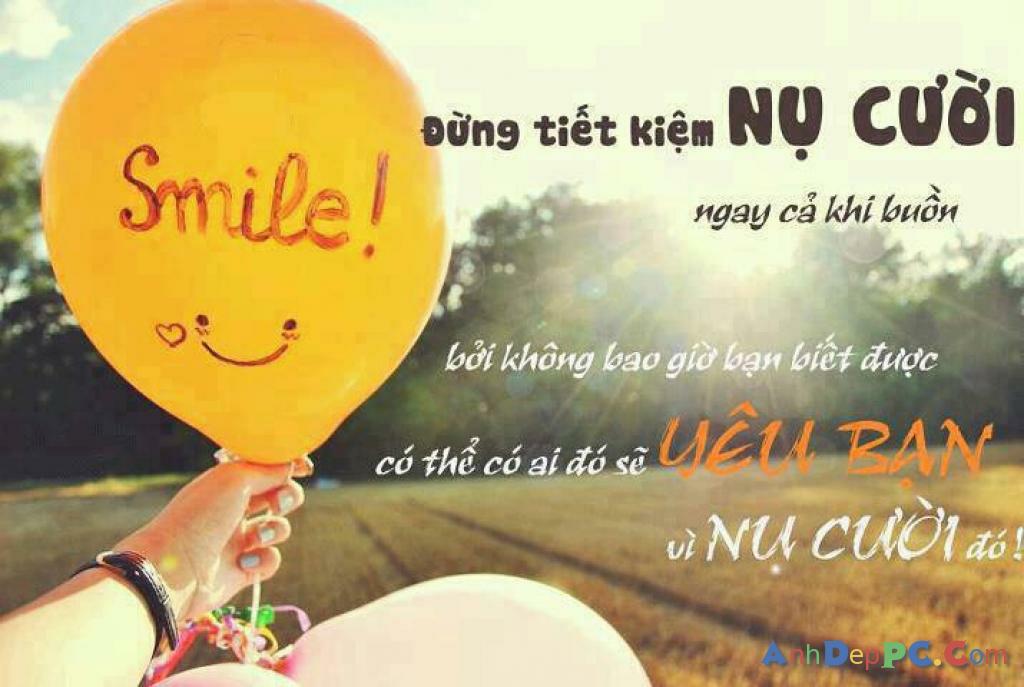 Smile!
Đừng tiết kiệm NỤ CƯỜI
ngay cả khi buồn
bởi không bao giờ bạn biết được
có thể có ai đó sẽ YÊU BẠN
vì NỤ CƯỜI đó!
AnhDepPC.Com